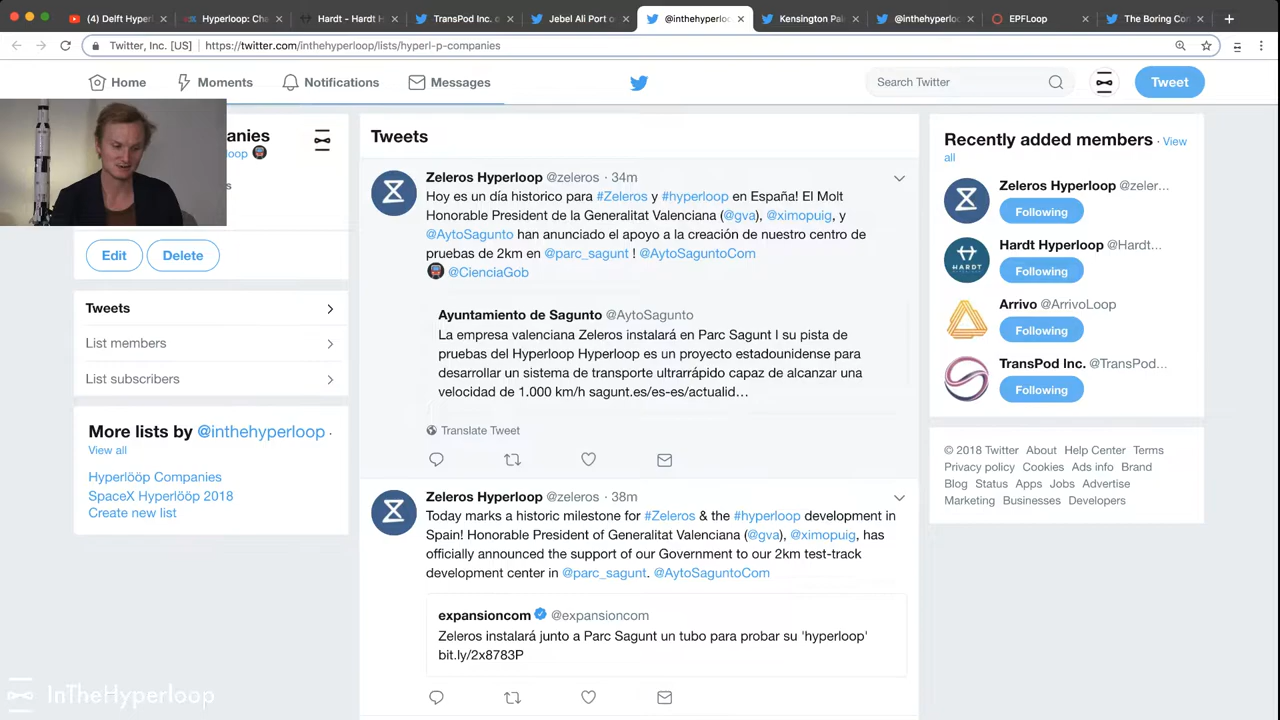 (4) Delft Hyper
Hyperloop: Cha
Hardt - Hardt H
TransPod Inc. o
Jebel Ali Port o
@inthehyperlo
Kensington Pale
@inthehyperlo
EPFLoop
The Boring Con
Twitter, Inc. [US] https://twitter.com/inthehyperloop/lists/hyperl-p-companies
Home
Moments
Notifications
Messages
Search Twitter
Tweet
anies
oop
s
Edit
Delete
Tweets
List members
List subscribers
More lists by @inthehyperloop ·
View all
Hyperlööp Companies
SpaceX Hyperlööp 2018
Create new list
Tweets
Zeleros Hyperloop @zeleros · 34m
Hoy es un día historico para #Zeleros y #hyperloop en España! El Molt
Honorable President de la Generalitat Valenciana (@gva), @ximopuig, y
@AytoSagunto han anunciado el apoyo a la creación de nuestro centro de
pruebas de 2km en @parc_sagunt ! @AytoSaguntoCom
@CienciaGob
Ayuntamiento de Sagunto @AytoSagunto
La empresa valenciana Zeleros instalará en Parc Sagunt I su pista de
pruebas del Hyperloop Hyperloop es un proyecto estadounidense para
desarrollar un sistema de transporte ultrarrápido capaz de alcanzar una
velocidad de 1.000 km/h sagunt.es/es-es/actualid…
Translate Tweet
Zeleros Hyperloop @zeleros · 38m
Today marks a historic milestone for #Zeleros & the #hyperloop development in
Spain! Honorable President of Generalitat Valenciana (@gva), @ximopuig, has
officially announced the support of our Government to our 2km test-track
development center in @parc_sagunt. @AytoSaguntoCom
expansioncom @expansioncom
Zeleros instalará junto a Parc Sagunt un tubo para probar su 'hyperloop'
bit.ly/2x8783P
Recently added members · View
all
Zeleros Hyperloop @zeler...
Following
Hardt Hyperloop @Hardt...
Following
HARDT
Arrivo @ArrivoLoop
Following
TransPod Inc. @TransPod...
Following
© 2018 Twitter About Help Center Terms
Privacy policy Cookies Ads info Brand
Blog Status Apps Jobs Advertise
Marketing Businesses Developers
InTheHyperloop